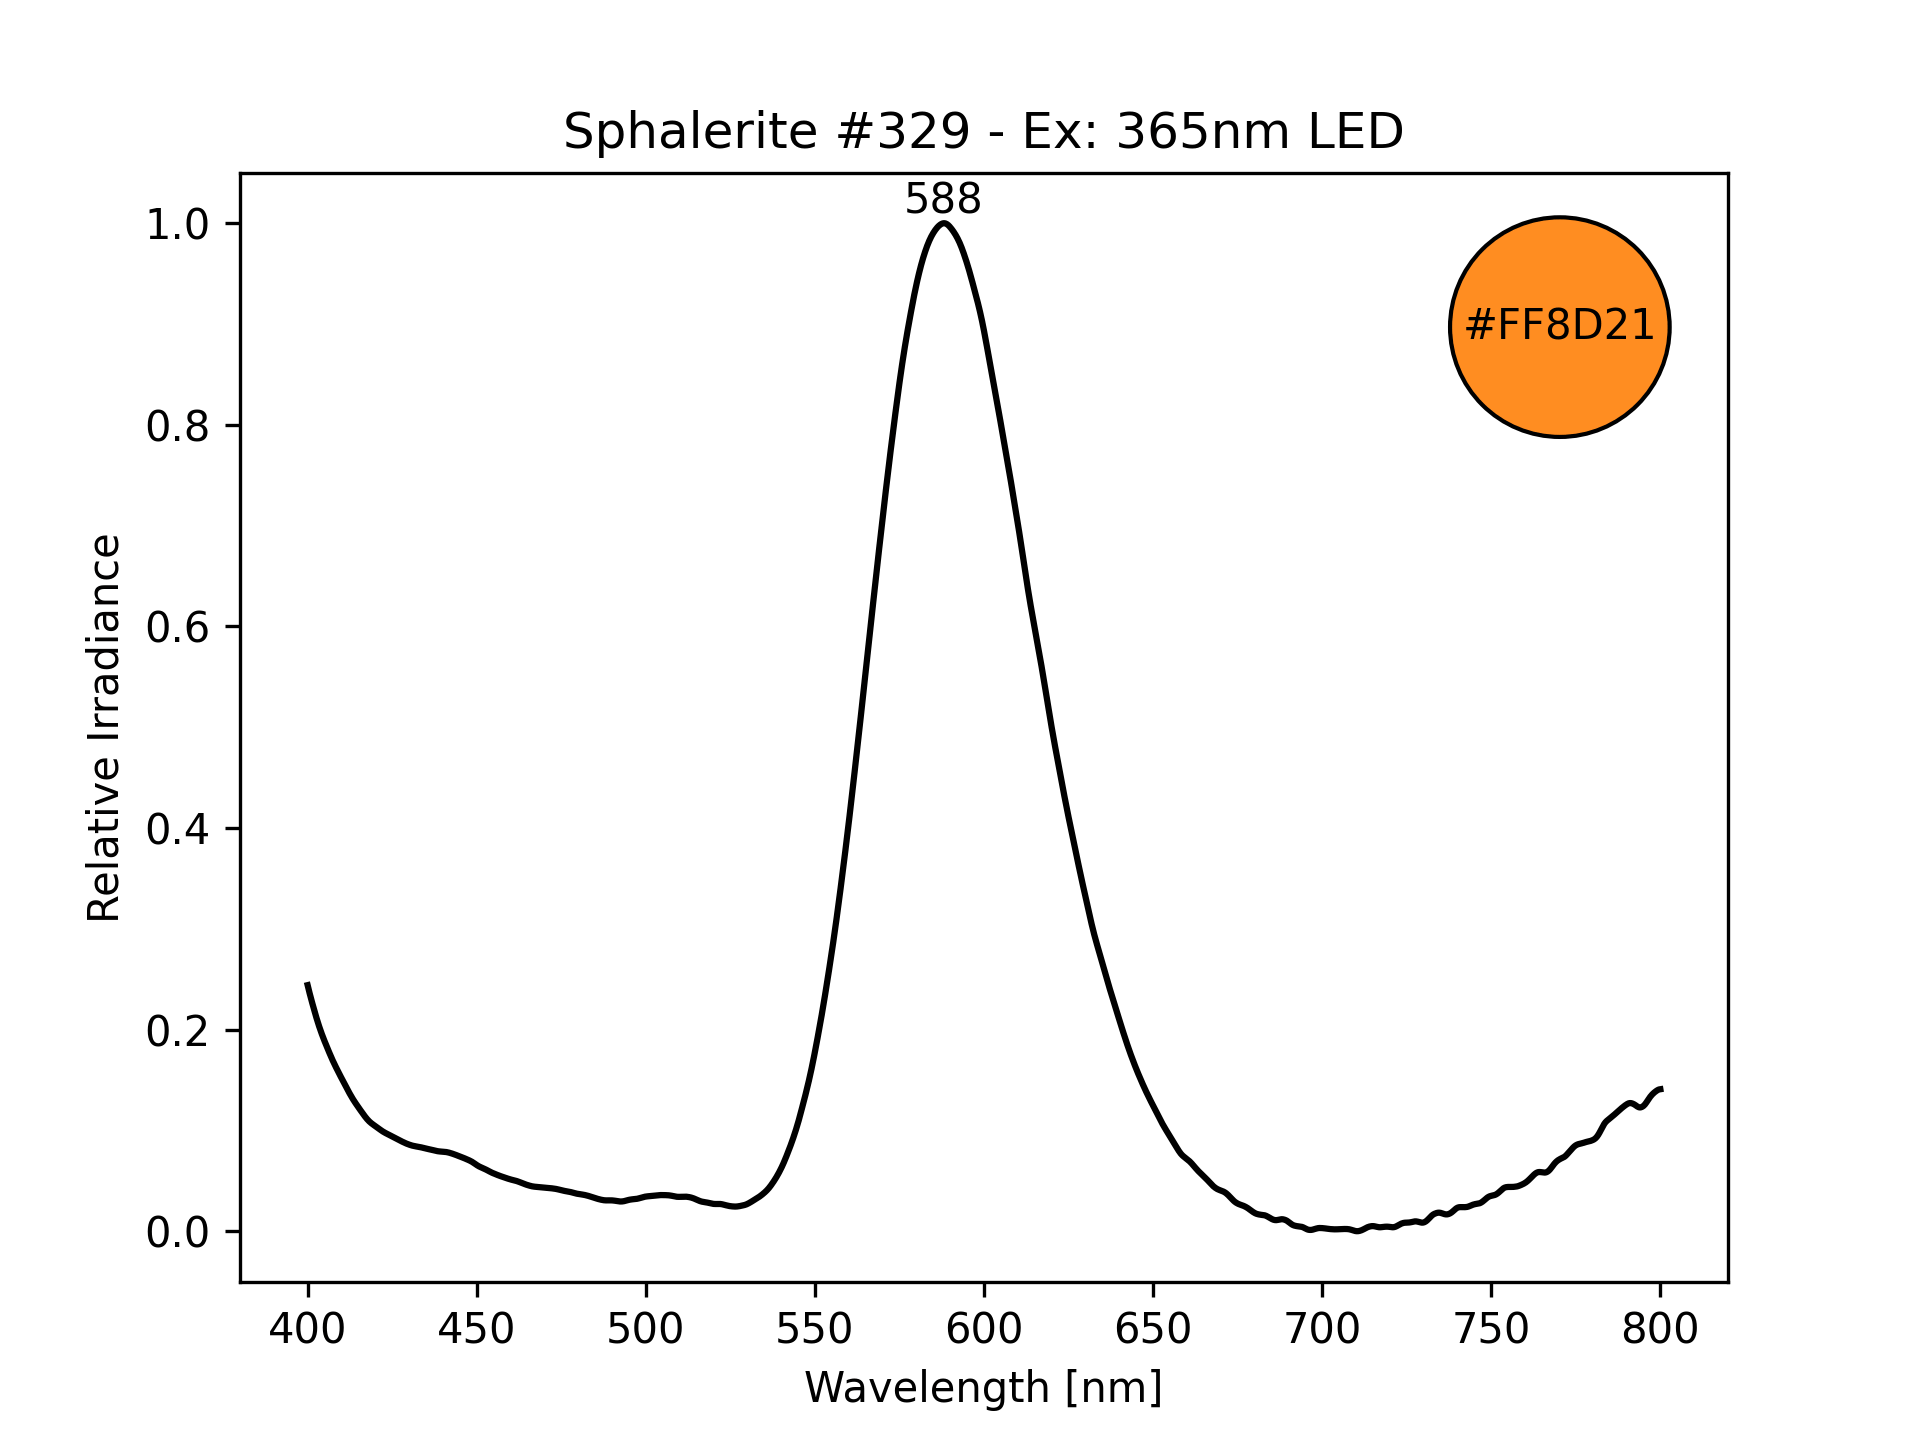 Sphalerite #329 - Ex: 365nm LED
588
#FF8D21
1.0
0.8
0.6
0.4
0.2
0.0
Relative Irradiance
400 450 500 550 600 650 700 750 800
Wavelength [nm]